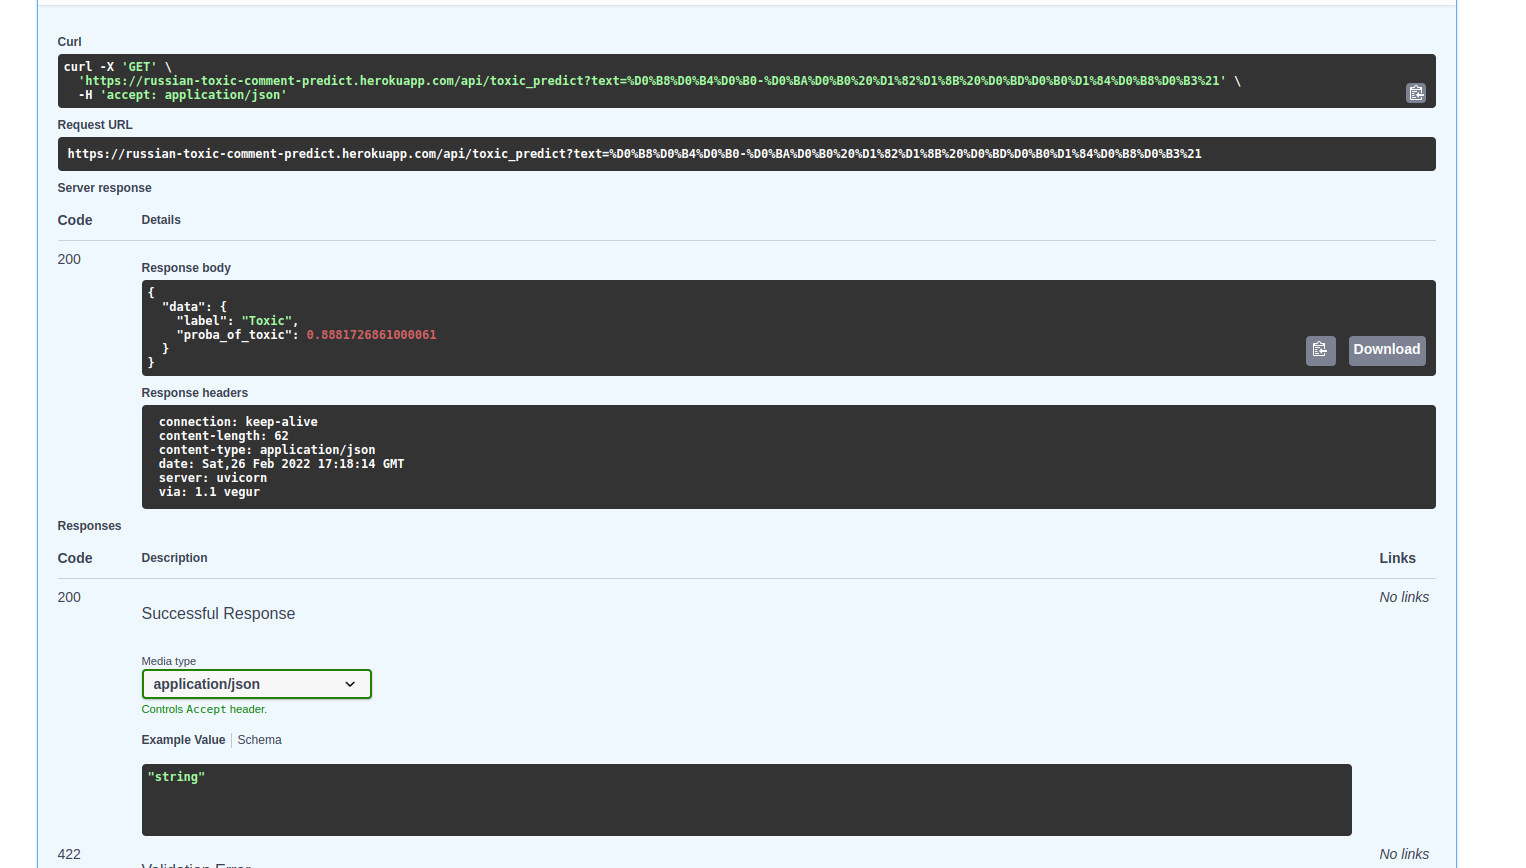 Curl
curl -X 'GET' \
'https://russian-toxic-comment-predict.herokuapp.com/api/toxic_predict?text=%D0%B8%D0%B4%D0%B0-%D0%BA%D0%B0%20%D1%82%D1%8B%20%D0%BD%D0%B0%D1%84%D0%B8%D0%B3%21' \
-H 'accept: application/json'
Request URL
https://russian-toxic-comment-predict.herokuapp.com/api/toxic_predict?text=%D0%B8%D0%B4%D0%B0-%D0%BA%D0%B0%20%D1%82%D1%8B%20%D0%BD%D0%B0%D1%84%D0%B8%D0%B3%21
Server response
Code Details
200
Response body
{
"data": {
"label": "Toxic",
"proba_of_toxic": 0.8881726861000061
}
}
Download
Response headers
connection: keep-alive
content-length: 62
content-type: application/json
date: Sat,26 Feb 2022 17:18:14 GMT
server: uvicorn
via: 1.1 vegur
Responses
Code Description Links
200 No links
Successful Response
Media type
application/json
Controls Accept header.
Example Value Schema
"string"
422 No links
Validation Error